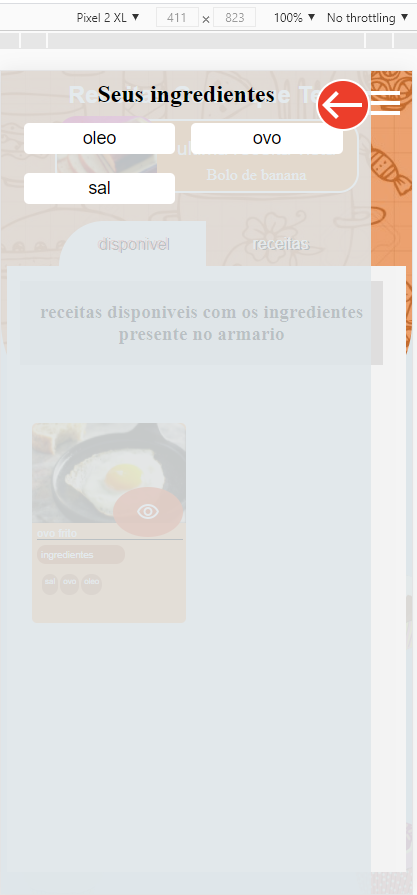 Pixel 2 XL ▼ 411 × 823 100% ▼ No throttling ▼
Seus ingredientes
oleo ovo
Bolo de banana
sal
disponivel receitas
receitas disponiveis com os ingredientes
presente no armario
ovo frito
ingredientes
sal ovo oleo